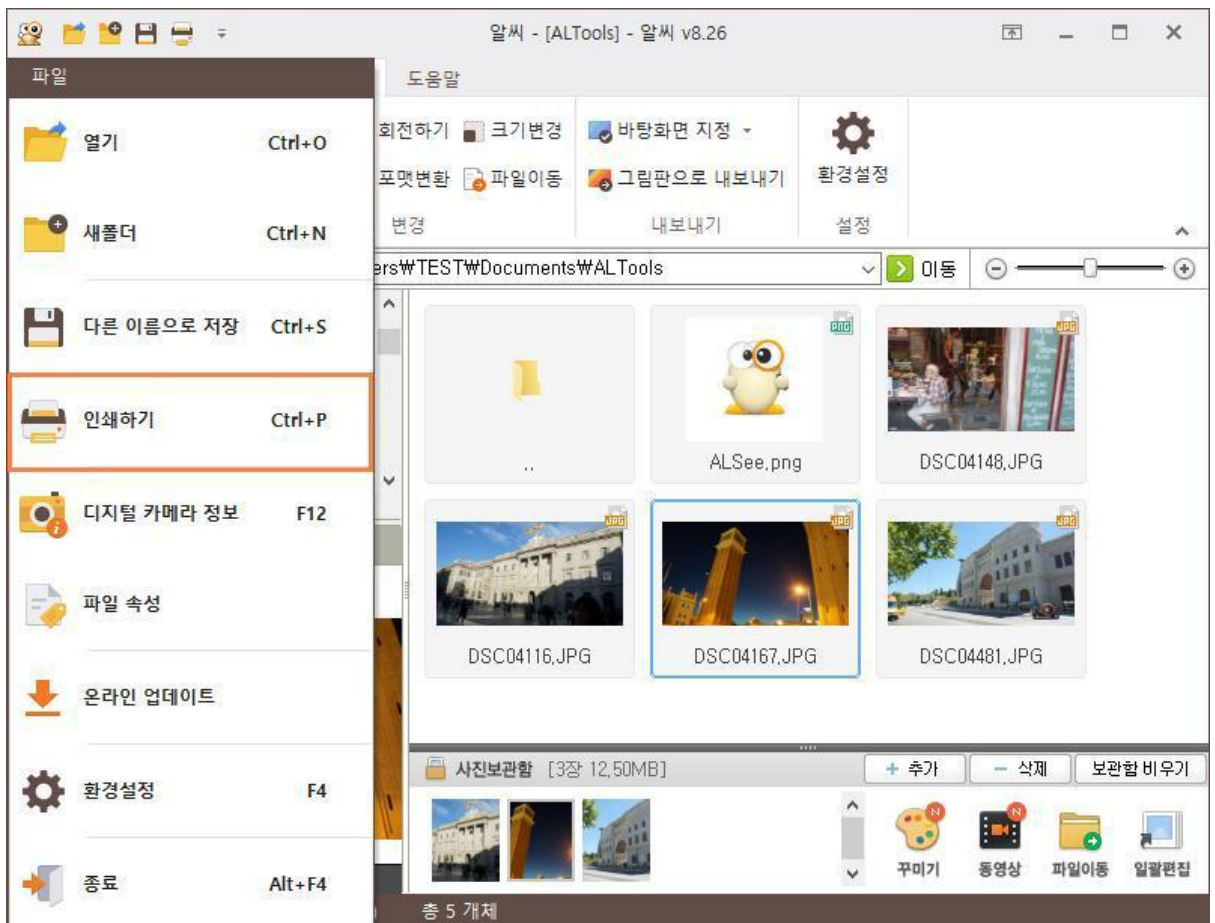 알씨 - [ALTools] - 알씨 v8.26
파일
도움말
열기 Ctrl+O
새폴더 Ctrl+N
다른 이름으로 저장 Ctrl+S
인쇄하기 Ctrl+P
디지털 카메라 정보 F12
파일 속성
온라인 업데이트
환경설정 F4
종료 Alt+F4
회전하기 크기변경 바탕화면 지정
포맷변환 파일이동 그림판으로 내보내기 환경설정
변경 내보내기 설정
ers₩TEST₩Documents₩ALTools 이동
png
JPG
.. ALSee.png DSC04148.JPG
JPG JPG JPG
DSC04116.JPG DSC04167.JPG DSC04481.JPG
사진보관함 [3장 12.50MB] + 추가 - 삭제 보관함 비우기
N N
꾸미기 동영상 파일이동 일괄편집
총 5 개체